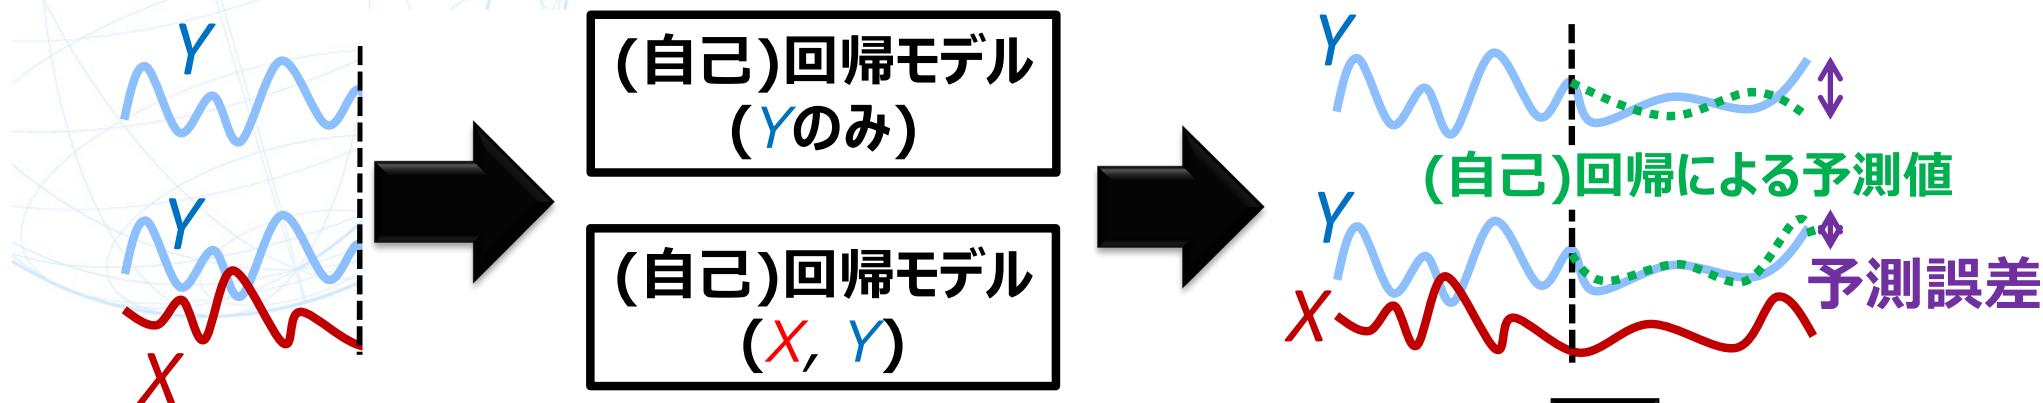 Y
Y
X
(自己)回帰モデル
(Yのみ)
(自己)回帰モデル
(X, Y)
Y
(自己)回帰による予測値
Y
予測誤差
X